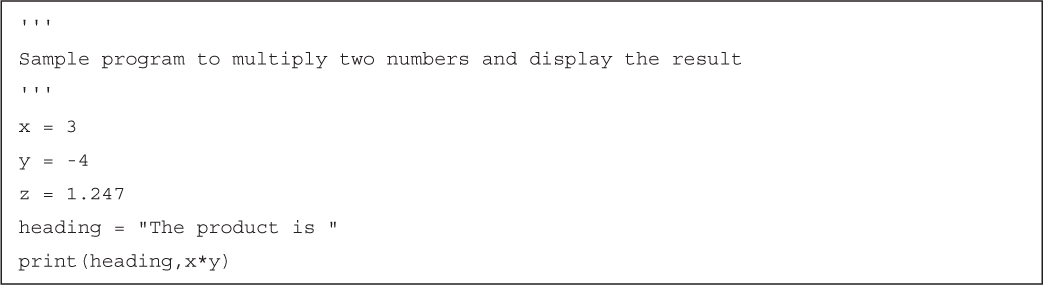 '''
Sample program to multiply two numbers and display the result
'''
x = 3
y = -4
z = 1.247
heading = "The product is "
print(heading,x*y)